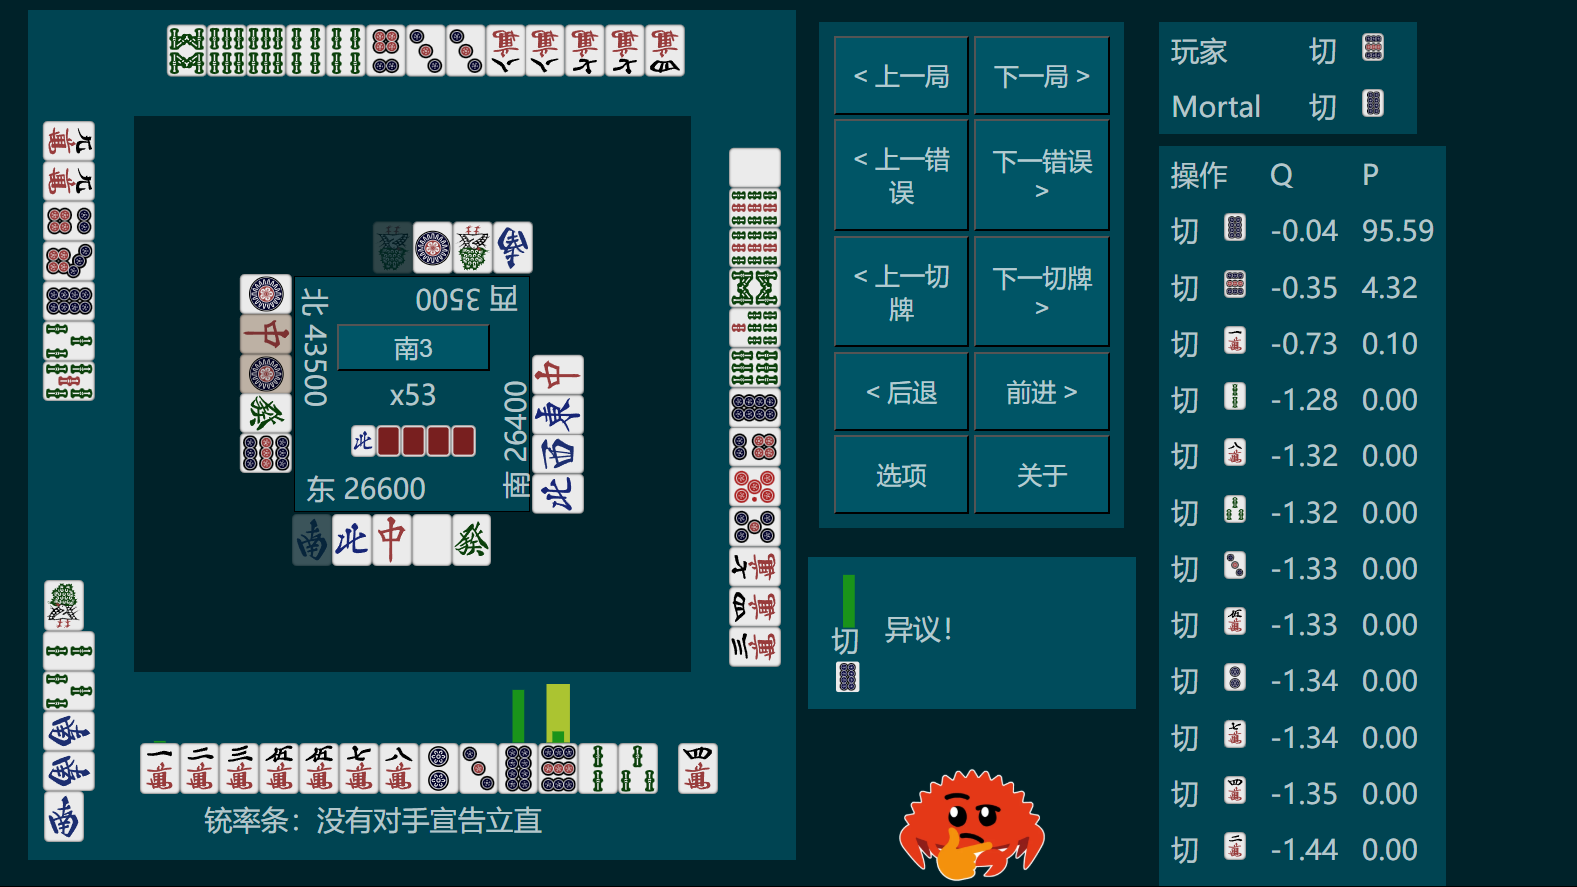 北 43500
西 3500
南3
x53
东 26600
南 26400
铳率条：没有对手宣告立直
< 上一局
下一局 >
< 上一错误
下一错误 >
< 上一切牌
下一切牌 >
< 后退
前进 >
选项
关于
切
异议！
玩家 切
Mortal 切
操作 Q P
切 -0.04 95.59
切 -0.35 4.32
切 -0.73 0.10
切 -1.28 0.00
切 -1.32 0.00
切 -1.32 0.00
切 -1.33 0.00
切 -1.33 0.00
切 -1.34 0.00
切 -1.34 0.00
切 -1.35 0.00
切 -1.44 0.00